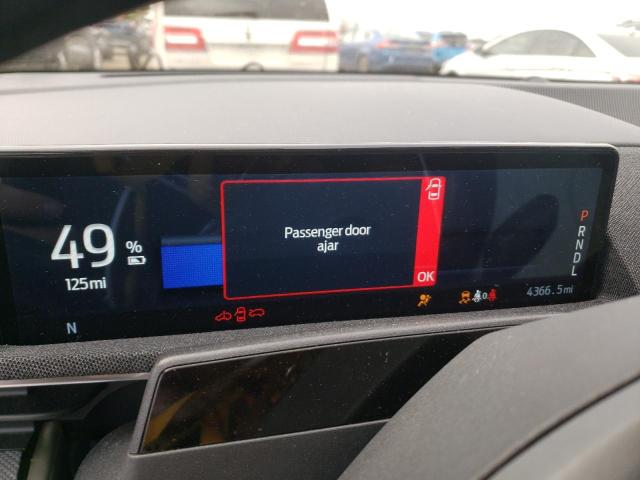 49 %
125mi
N
Passenger door
ajar
OK
P
R
N
D
L
4366.5mi